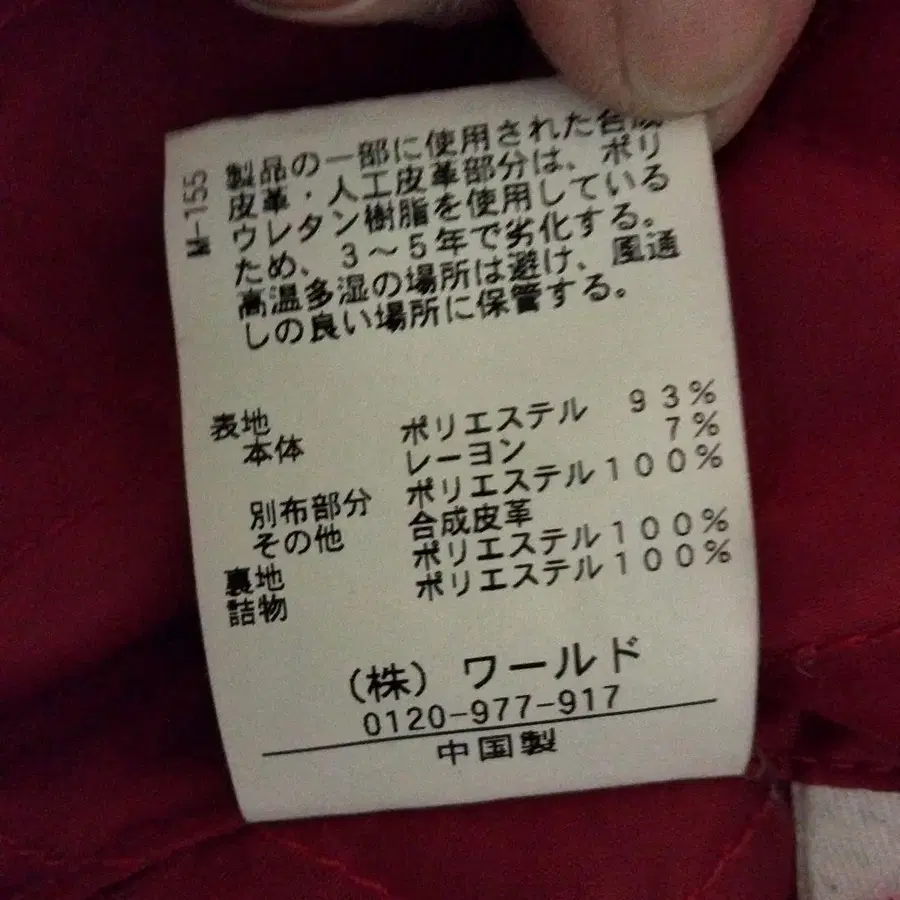 M-155
製品の一部に使用された合成
皮革・人工皮革部分は、ポリ
ウレタン樹脂を使用している
ため、3～5年で劣化する。
高温多湿の場所は避け、風通
しの良い場所に保管する。
表地
本体 ポリエステル 93%
レーヨン 7%
別布部分 ポリエステル100%
その他 合成皮革
裏地 ポリエステル100%
詰物 ポリエステル100%
(株) ワールド
0120-977-917
中国製